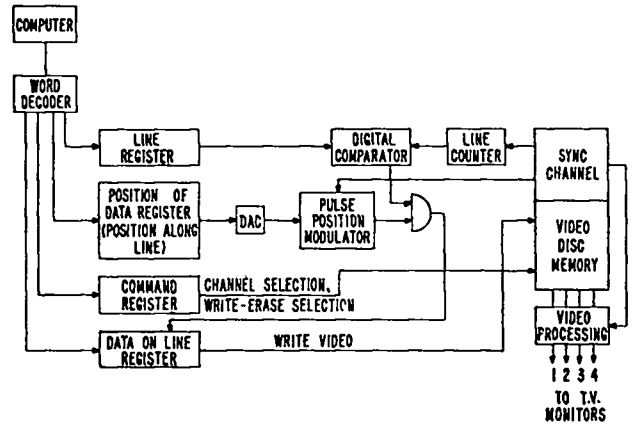 COMPUTER
WORD
DECODER
LINE
REGISTER
DIGITAL
COMPARATOR
LINE
COUNTER
SYNC
CHANNEL
POSITION OF
DATA REGISTER
(POSITION ALONG
LINE)
DAC
PULSE
POSITION
MODULATOR
VIDEO
DISC
MEMORY
COMMAND
REGISTER
CHANNEL SELECTION,
WRITE-ERASE SELECTION
DATA ON LINE
REGISTER
WRITE VIDEO
VIDEO
PROCESSING
1 2 3 4
TO T.V.
MONITORS